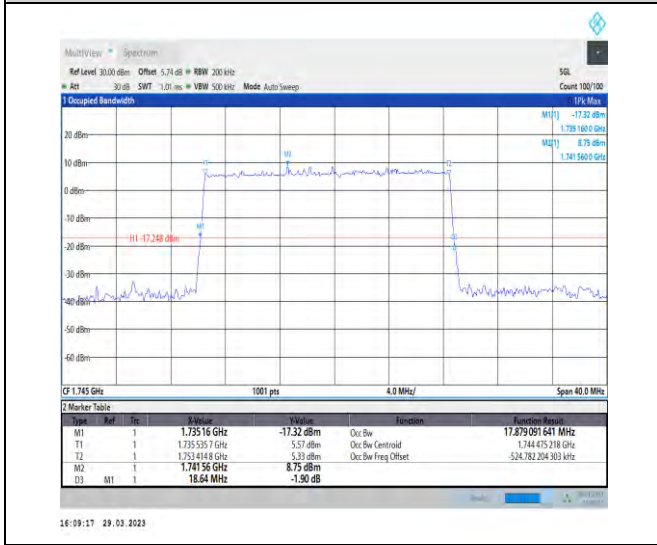 MultiView Spectrum
Ref Level 30.00 dBm Offset 5.74 dB RBW 200 kHz SGL
Att 30 dB SWT 1.01 ms VBW 500 kHz Mode Auto Sweep Count 100/100
1 Occupied Bandwidth 1Pk Max
M1[1] -17.32 dBm
1.735 160 0 GHz
M2[1] 8.75 dBm
1.741 560 0 GHz
20 dBm
M2
10 dBm
T1 T2
0 dBm
-10 dBm
M1
H1 -17.248 dBm
D3
-20 dBm
-30 dBm
-40 dBm
-50 dBm
-60 dBm
CF 1.745 GHz 1001 pts 4.0 MHz/ Span 40.0 MHz
2 Marker Table
Type Ref Trc X-Value Y-Value Function Function Result
M1 1 1.735 16 GHz -17.32 dBm Occ Bw 17.879 091 641 MHz
T1 1 1.735 535 7 GHz 5.57 dBm Occ Bw Centroid 1.744 475 218 GHz
T2 1 1.753 414 8 GHz 5.33 dBm Occ Bw Freq Offset -524.782 204 303 kHz
M2 1 1.741 56 GHz 8.75 dBm
D3 M1 1 18.64 MHz -1.90 dB
16:09:17 29.03.2023